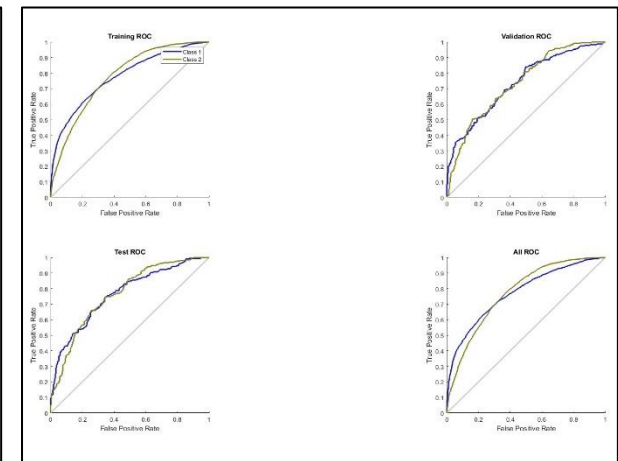 Training ROC
Class 1
Class 2
True Positive Rate
1
0.9
0.8
0.7
0.6
0.5
0.4
0.3
0.2
0.1
0
0 0.2 0.4 0.6 0.8 1
False Positive Rate
Validation ROC
True Positive Rate
1
0.9
0.8
0.7
0.6
0.5
0.4
0.3
0.2
0.1
0
0 0.2 0.4 0.6 0.8 1
False Positive Rate
Test ROC
True Positive Rate
1
0.9
0.8
0.7
0.6
0.5
0.4
0.3
0.2
0.1
0
0 0.2 0.4 0.6 0.8 1
False Positive Rate
All ROC
True Positive Rate
1
0.9
0.8
0.7
0.6
0.5
0.4
0.3
0.2
0.1
0
0 0.2 0.4 0.6 0.8 1
False Positive Rate